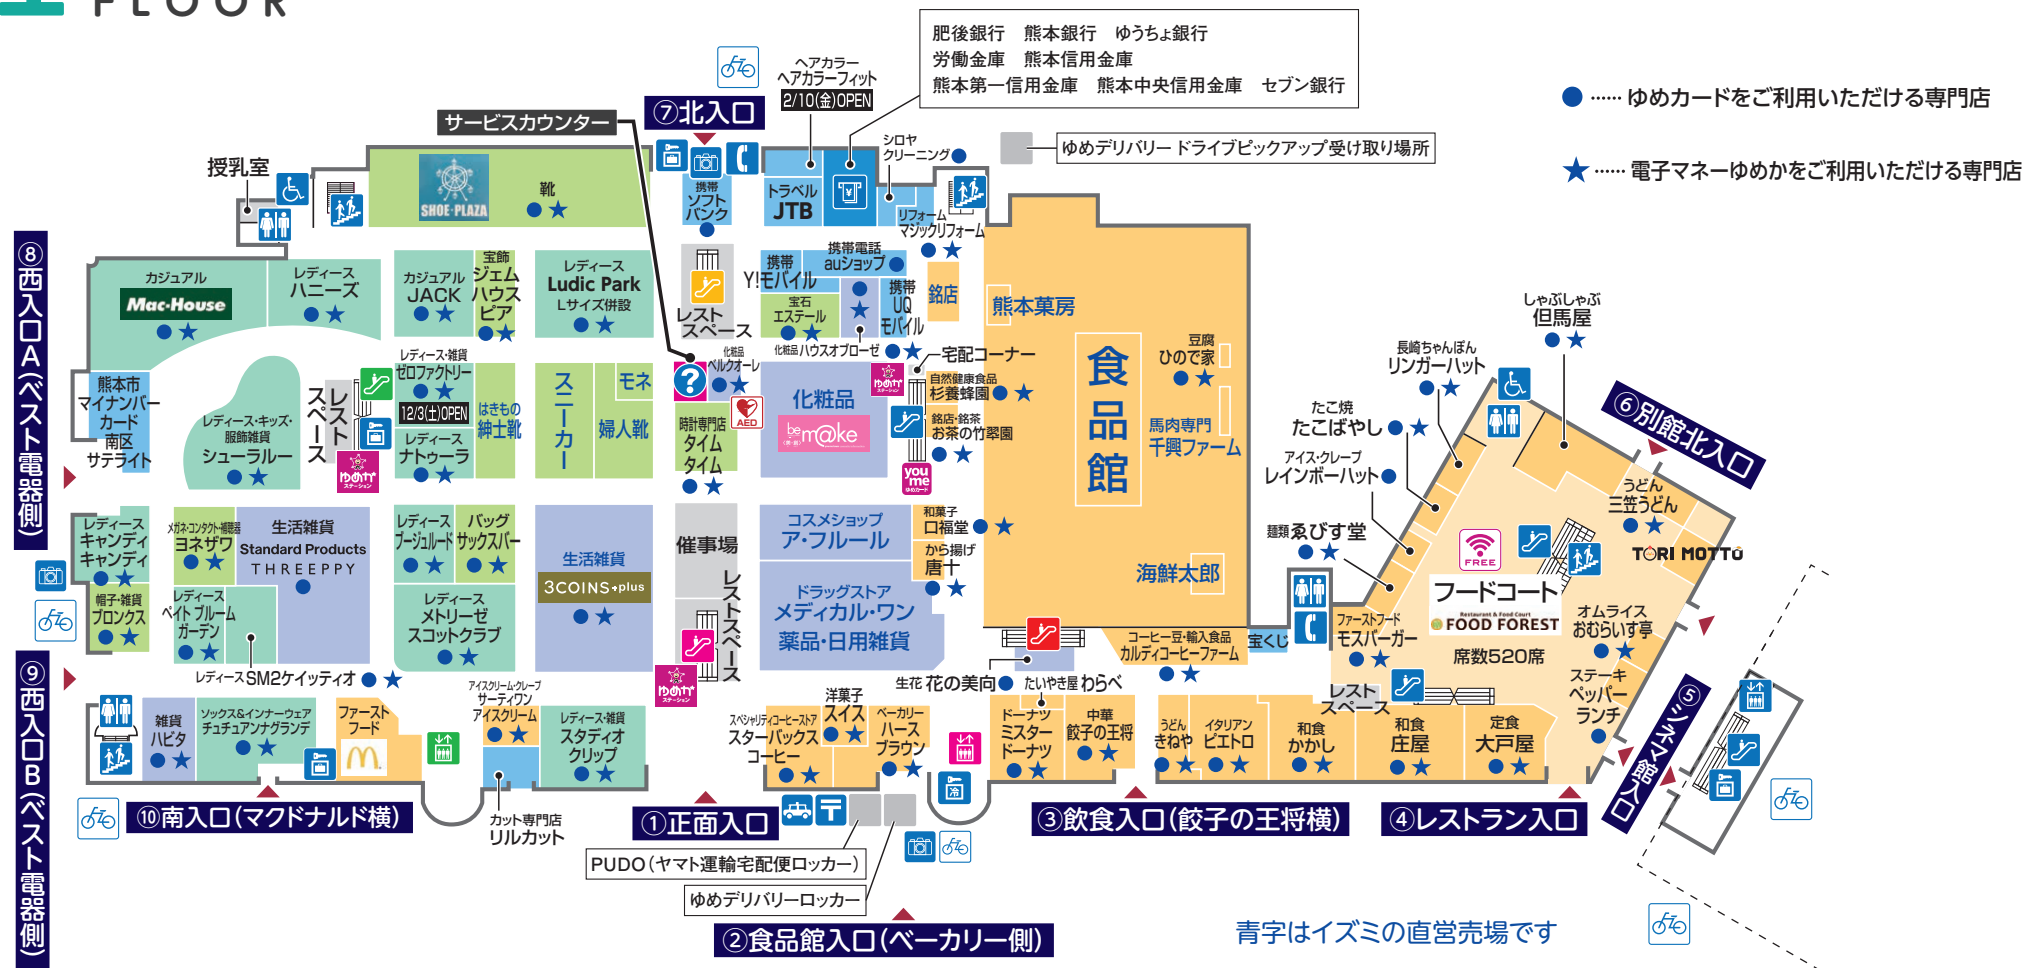 FLOOR
肥後銀行　熊本銀行　ゆうちょ銀行
労働金庫　熊本信用金庫
熊本第一信用金庫　熊本中央信用金庫　セブン銀行
●……ゆめカードをご利用いただける専門店
★……電子マネーゆめかをご利用いただける専門店
ヘアカラー
ヘアカラーフィット
2/10(金)OPEN
⑦北入口
サービスカウンター
シロヤ
クリーニング
ゆめデリバリー ドライブピックアップ受け取り場所
授乳室
SHOE・PLAZA
靴
携帯
ソフト
バンク
トラベル
JTB
リフォーム
マジックリフォーム
⑧西入口A(ベスト電器側)
カジュアル
Mac-House
レディース
ハニーズ
カジュアル
JACK
宝飾
ジェム
ハウス
ピア
レディース
Ludic Park
Lサイズ併設
レスト
スペース
携帯
Y!モバイル
携帯電話
auショップ
宝石
エステール
携帯
UQ
モバイル
銘店
化粧品 ハウスオブローゼ
熊本菓房
食品館
豆腐
ひので家
馬肉専門
千興ファーム
海鮮太郎
しゃぶしゃぶ
但馬屋
長崎ちゃんぽん
リンガーハット
たこ焼
たこばやし
アイス・クレープ
レインボーハット
麺類 ゑびす堂
⑥別館北入口
熊本市
マイナンバー
カード
南区
サテライト
レディース・キッズ・
服飾雑貨
シューラルー
レスト
スペース
ゆめか
ステーション
レディース・雑貨
ゼロファクトリー
12/3(土)OPEN
レディース
ナトゥーラ
はきもの
紳士靴
スニーカー
モネ
婦人靴
?
化粧品
ベルクオーレ
AED
時計専門店
タイム
タイム
化粧品
be m@ke
ゆめか
ステーション
宅配コーナー
自然健康食品
杉養蜂園
銘店・銘茶
お茶の竹翠園
you me
ゆめカード
レディース
キャンディ
キャンディ
メガネ・コンタクト・補聴器
ヨネザワ
生活雑貨
Standard Products
THREEPPY
レディース
ブージュルード
バッグ
サックスバー
生活雑貨
3COINS+plus
催事場
レストスペース
コスメショップ
ア・フルール
和菓子
口福堂
から揚げ
唐十
ドラッグストア
メディカル・ワン
薬品・日用雑貨
帽子・雑貨
ブロンクス
レディース
ペイト ブルーム
ガーデン
レディース
メトリーゼ
スコットクラブ
レディース SM2ケイッティオ
うどん
三笠うどん
TORI MOTTO
FREE
フードコート
Restaurant & Food Court
FOOD FOREST
席数520席
オムライス
おむらいす亭
ステーキ
ペッパー
ランチ
ファーストフード
モスバーガー
コーヒー豆・輸入食品
カルディコーヒーファーム
宝くじ
生花 花の美向
たいやき屋 わらべ
レスト
スペース
⑤シネマ館入口
⑨西入口B(ベスト電器側)
雑貨
ハピタ
ソックス&インナーウェア
チュチュアンナグランデ
ファースト
フード
アイスクリーム・クレープ
サーティワン
アイスクリーム
レディース・雑貨
スタディオ
クリップ
ゆめか
ステーション
スペシャリティコーヒーストア
スターバックス
コーヒー
洋菓子
スイス
ベーカリー
ハース
ブラウン
ドーナツ
ミスター
ドーナツ
中華
餃子の王将
うどん
きねや
イタリアン
ピエトロ
和食
かかし
和食
庄屋
定食
大戸屋
カット専門店
リルカット
⑩南入口(マクドナルド横)
①正面入口
③飲食入口(餃子の王将横)
④レストラン入口
PUDO(ヤマト運輸宅配便ロッカー)
ゆめデリバリーロッカー
②食品館入口(ベーカリー側)
青字はイズミの直営売場です